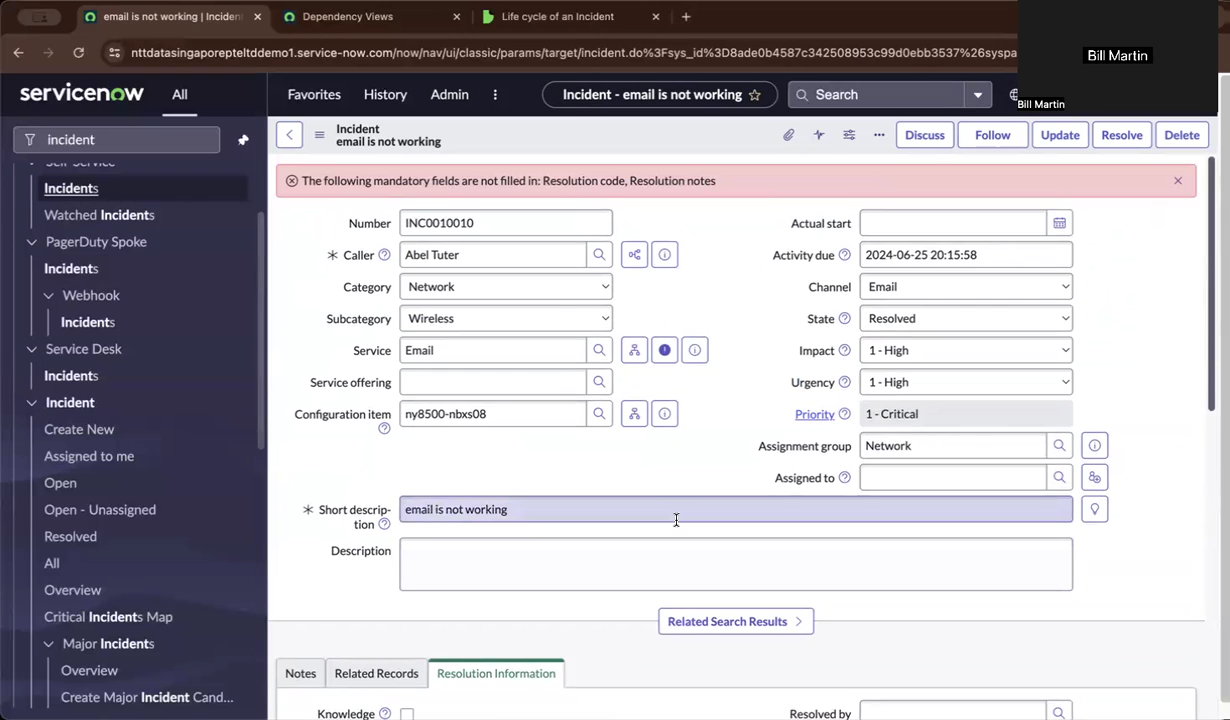 email is not working | Inciden
Dependency Views
Life cycle of an Incident
Bill Martin
Bill Martin
nttdatasingaporepteltddemo1.service-now.com/now/nav/ui/classic/params/target/incident.do%3Fsys_id%3D8ade0b4587c342508953c99d0ebb3537%26syspa
servicenow
All
Favorites
History
Admin
Incident - email is not working
Search
incident
Self-Service
Incidents
Watched Incidents
PagerDuty Spoke
Incidents
Webhook
Incidents
Service Desk
Incidents
Incident
Create New
Assigned to me
Open
Open - Unassigned
Resolved
All
Overview
Critical Incidents Map
Major Incidents
Overview
Create Major Incident Cand...
Incident
email is not working
Discuss
Follow
Update
Resolve
Delete
The following mandatory fields are not filled in: Resolution code, Resolution notes
Number
INC0010010
Caller
Abel Tuter
Category
Network
Subcategory
Wireless
Service
Email
Service offering
Configuration item
ny8500-nbxs08
Actual start
Activity due
2024-06-25 20:15:58
Channel
Email
State
Resolved
Impact
1 - High
Urgency
1 - High
Priority
1 - Critical
Assignment group
Network
Assigned to
Short descrip-
tion
email is not working
Description
Related Search Results
Notes
Related Records
Resolution Information
Knowledge
Resolved by